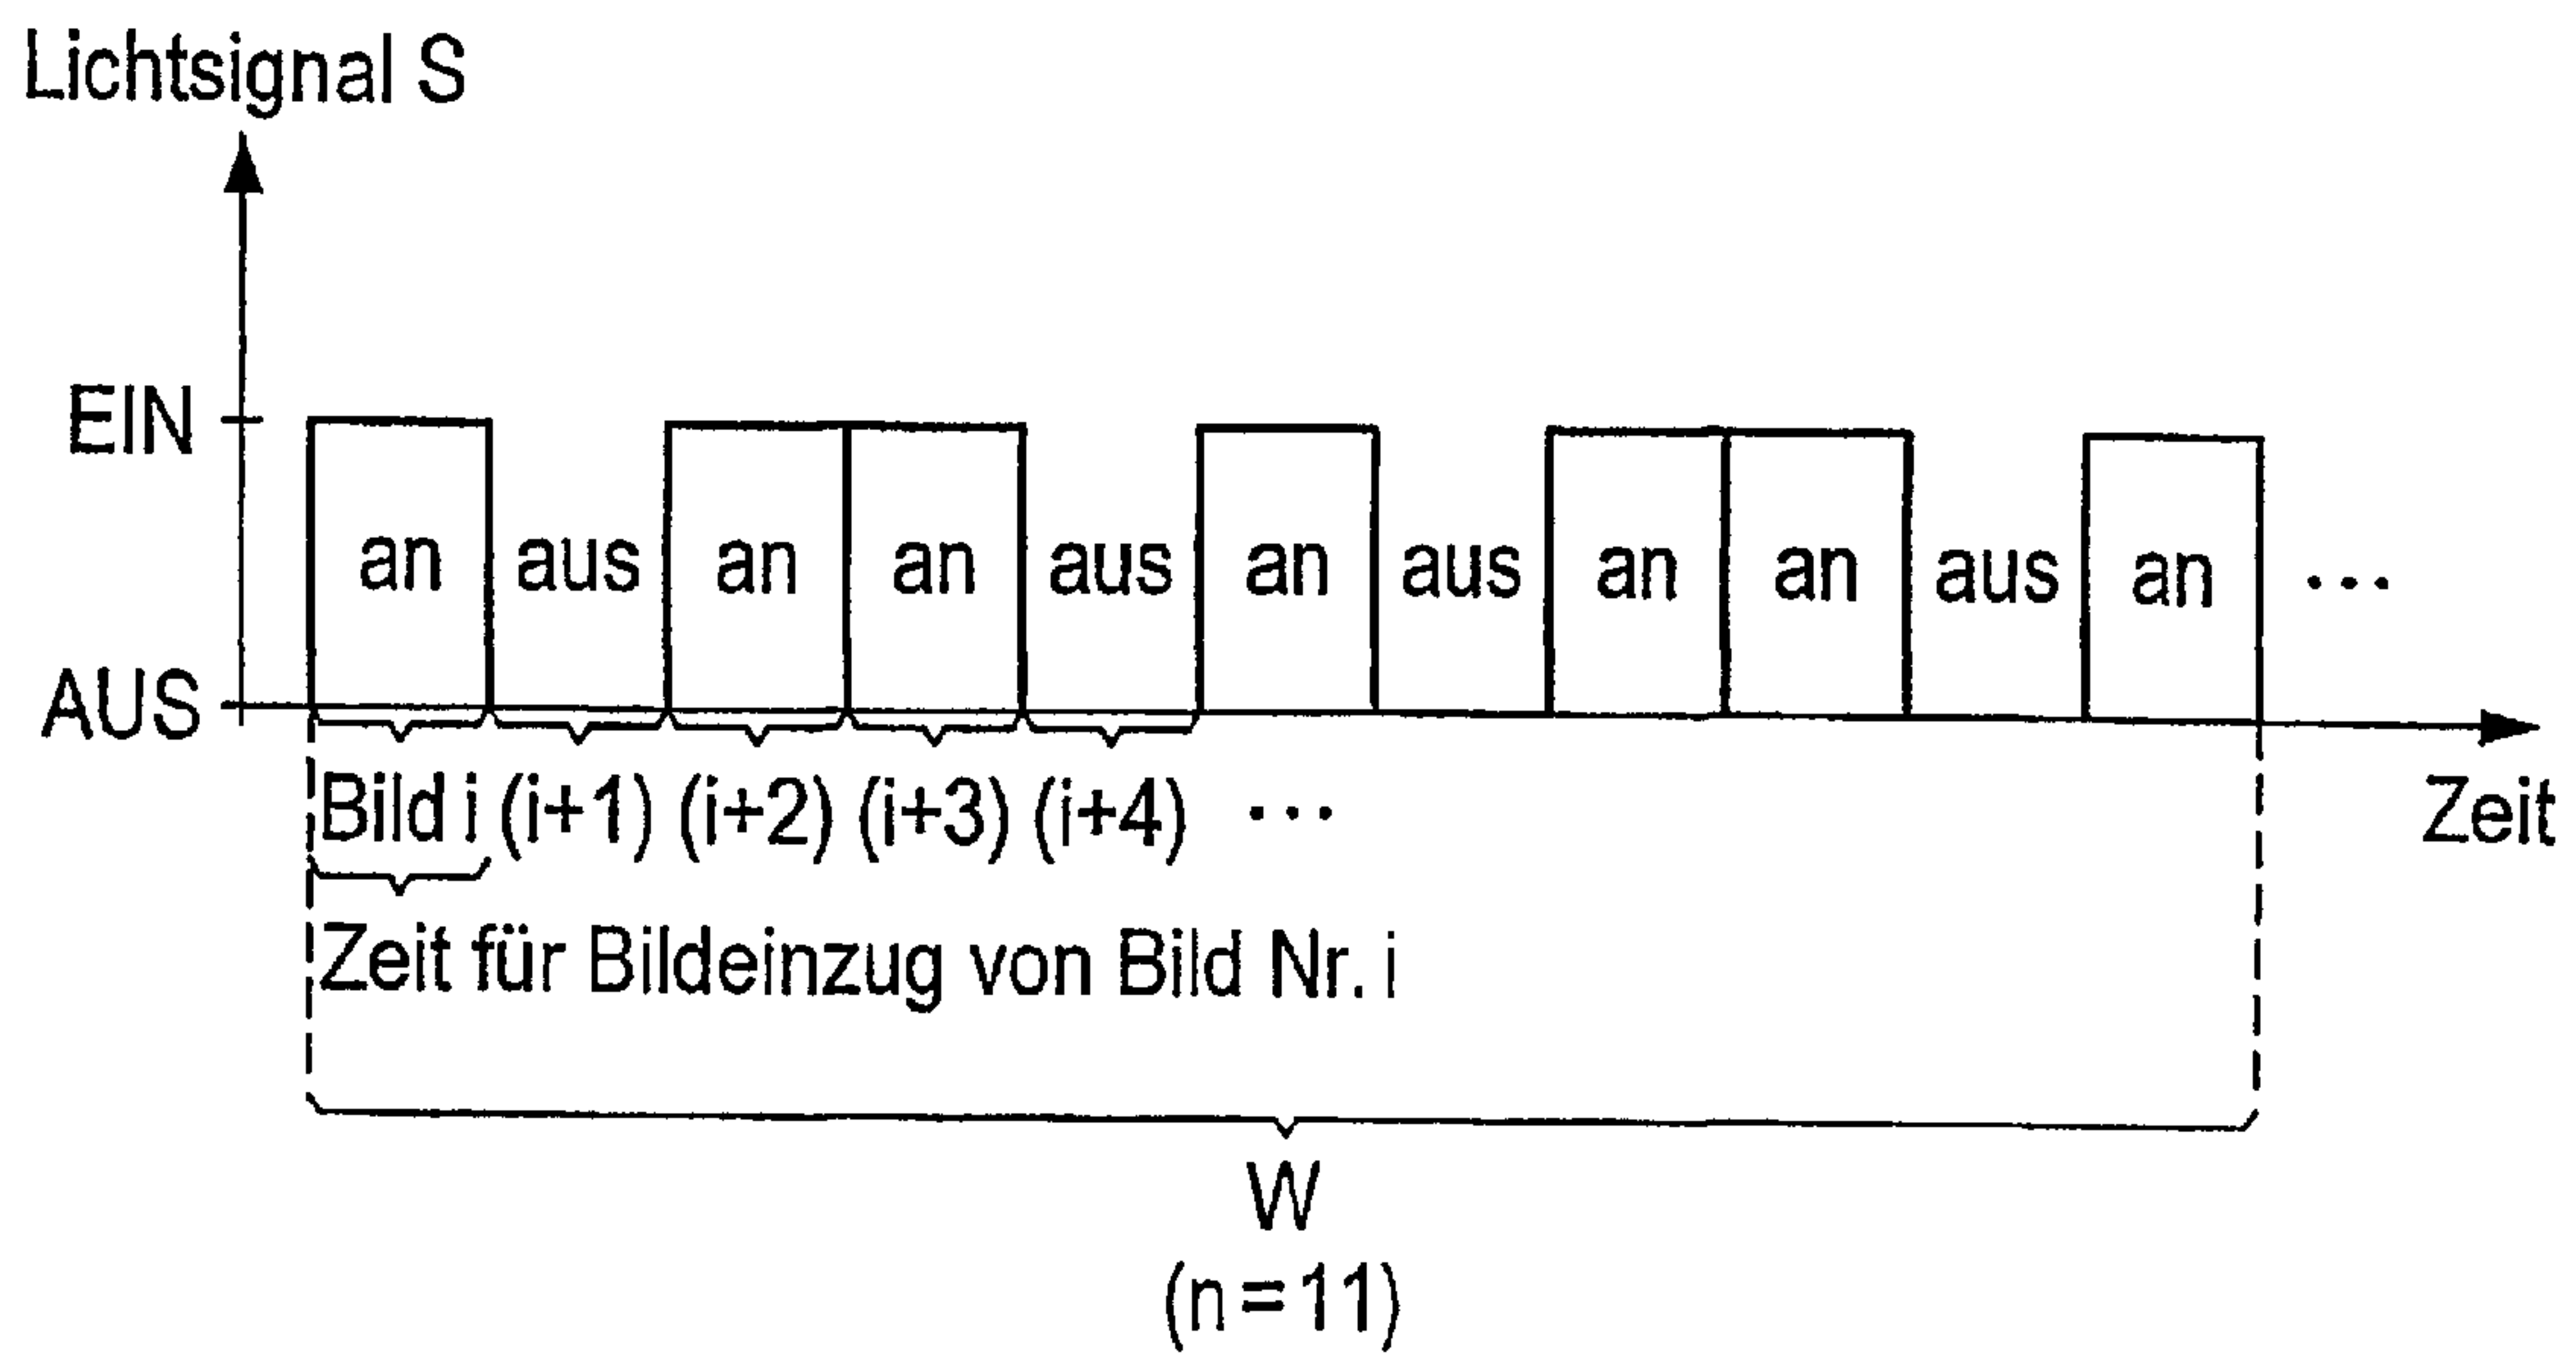 Lichtsignal S
EIN
an aus an an aus an aus an an aus an ...
AUS
Bild i (i+1) (i+2) (i+3) (i+4) ...
Zeit
Zeit für Bildeinzug von Bild Nr. i
W
(n=11)